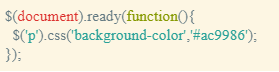 $(document).ready(function(){
  $('p').css('background-color','#ac9986');
});